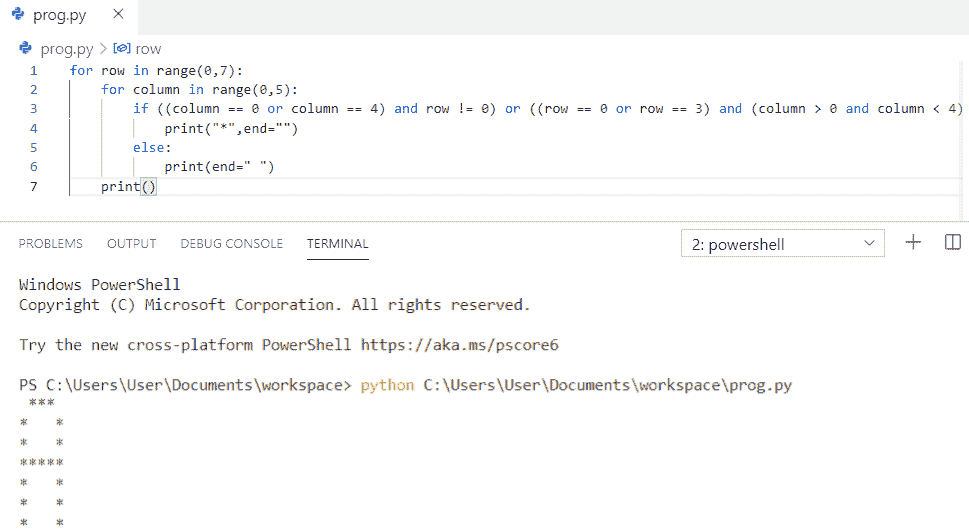 prog.py ×
prog.py > row
1 for row in range(0,7):
2     for column in range(0,5):
3         if ((column == 0 or column == 4) and row != 0) or ((row == 0 or row == 3) and (column > 0 and column < 4)
4             print("*",end="")
5         else:
6             print(end=" ")
7     print()
PROBLEMS OUTPUT DEBUG CONSOLE TERMINAL 2: powershell
Windows PowerShell
Copyright (C) Microsoft Corporation. All rights reserved.
Try the new cross-platform PowerShell https://aka.ms/pscore6
PS C:\Users\User\Documents\workspace> python C:\Users\User\Documents\workspace\prog.py
 ***
*   *
*   *
*****
*   *
*   *
*   *